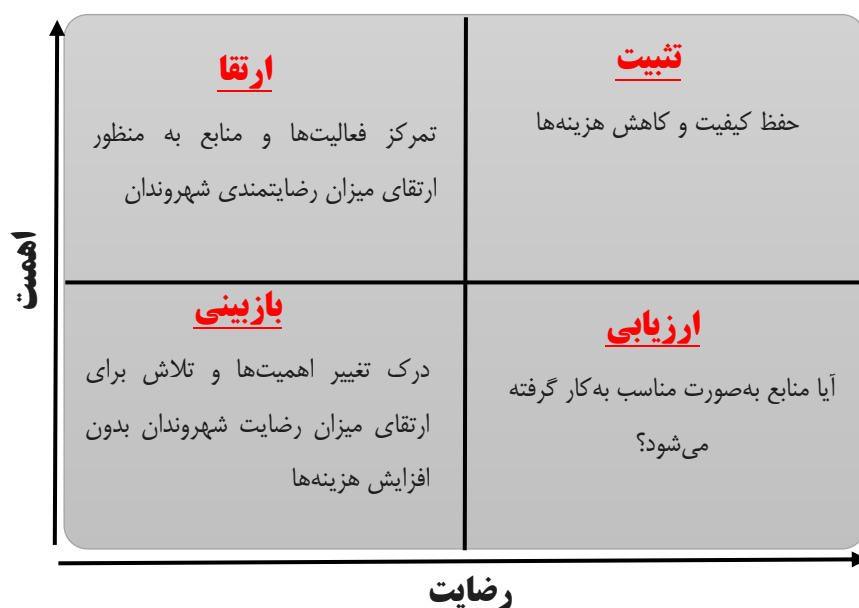 تثبیت
حفظ کیفیت و کاهش هزینه‌ها
ارتقا
تمرکز فعالیت‌ها و منابع به منظور
ارتقای میزان رضایتمندی شهروندان
ارزیابی
آیا منابع به‌صورت مناسب به‌کار گرفته
می‌شود؟
بازبینی
درک تغییر اهمیت‌ها و تلاش برای
ارتقای میزان رضایت شهروندان بدون
افزایش هزینه‌ها
اهمیت
رضایت